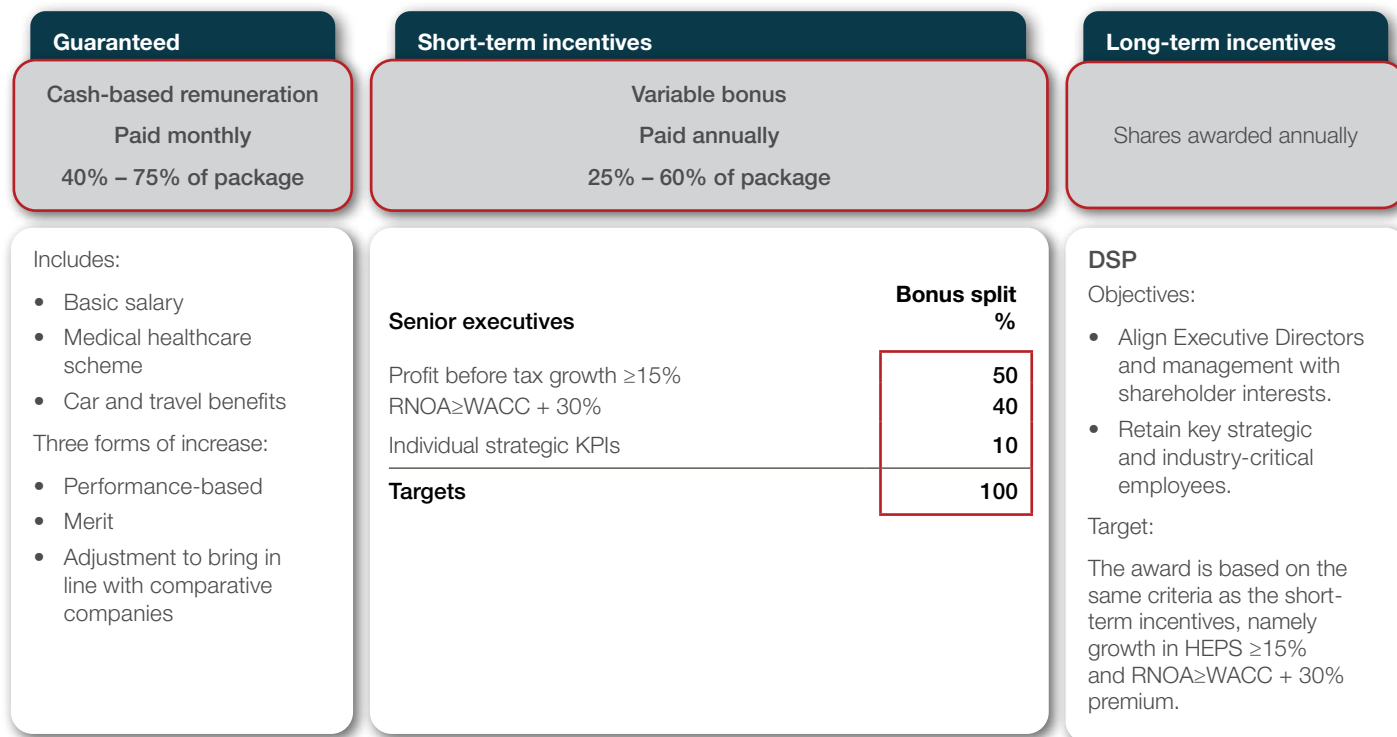 Guaranteed
Cash-based remuneration
Paid monthly
40% – 75% of package
Includes:
• Basic salary
• Medical healthcare
scheme
• Car and travel benefits
Three forms of increase:
• Performance-based
• Merit
• Adjustment to bring in
line with comparative
companies
Short-term incentives
Variable bonus
Paid annually
25% – 60% of package
Bonus split
Senior executives %
Profit before tax growth ≥15% 50
RNOA≥WACC + 30% 40
Individual strategic KPIs 10
Targets 100
Long-term incentives
Shares awarded annually
DSP
Objectives:
• Align Executive Directors
and management with
shareholder interests.
• Retain key strategic
and industry-critical
employees.
Target:
The award is based on the
same criteria as the short-
term incentives, namely
growth in HEPS ≥15%
and RNOA≥WACC + 30%
premium.